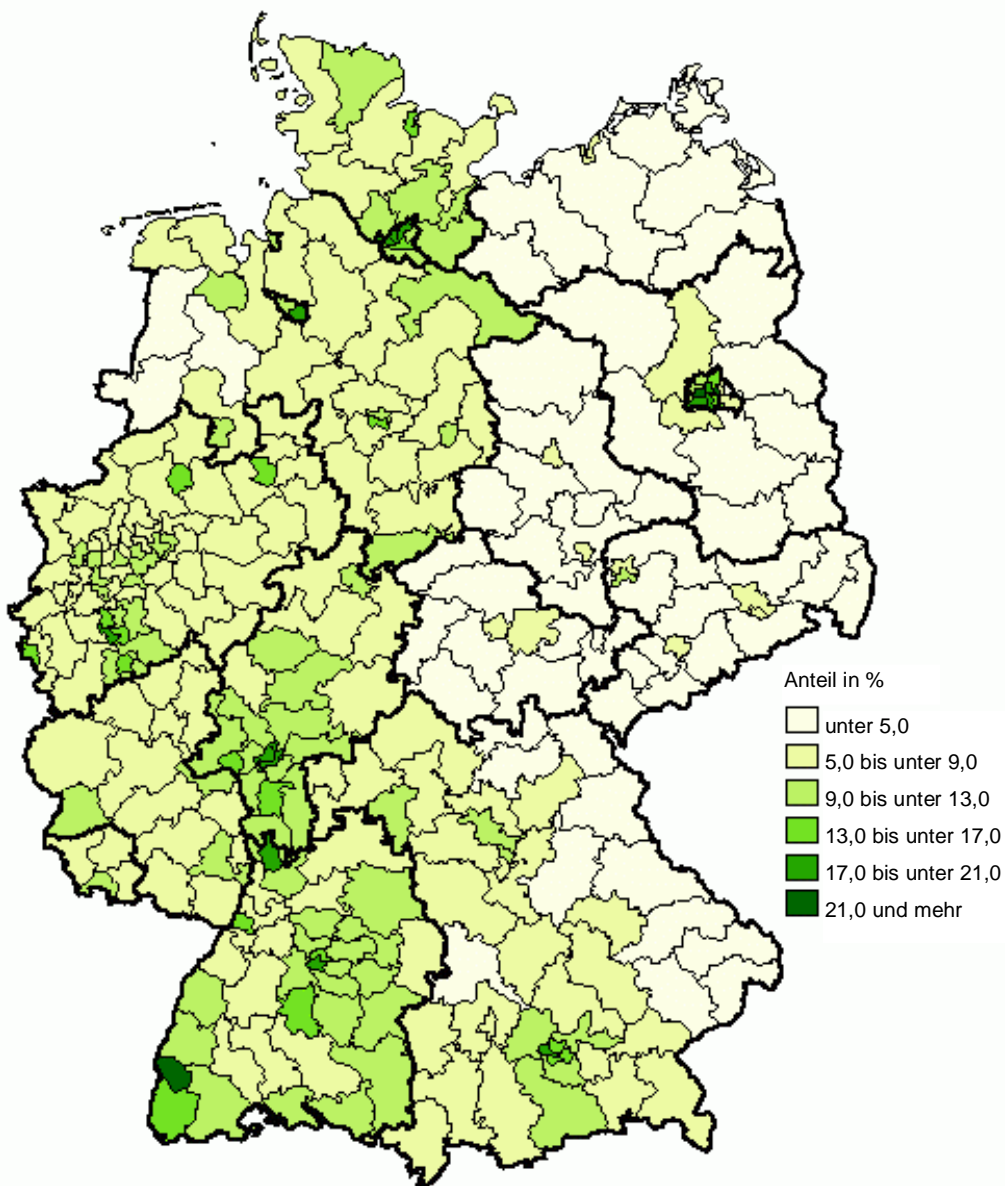 Anteil in %
unter 5,0
5,0 bis unter 9,0
9,0 bis unter 13,0
13,0 bis unter 17,0
17,0 bis unter 21,0
21,0 und mehr